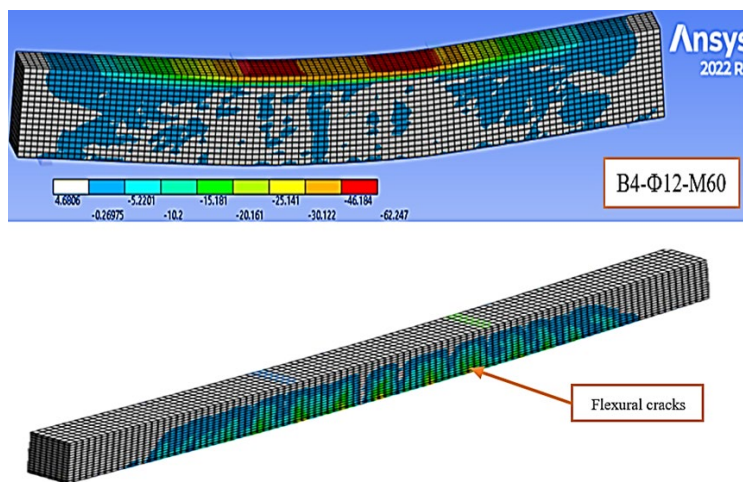 Ansys
2022 R
B4-Φ12-M60
4.6806 -5.2201 -15.181 -25.141 -46.184
-0.26975 -10.2 -20.161 -30.122 -62.247
Flexural cracks